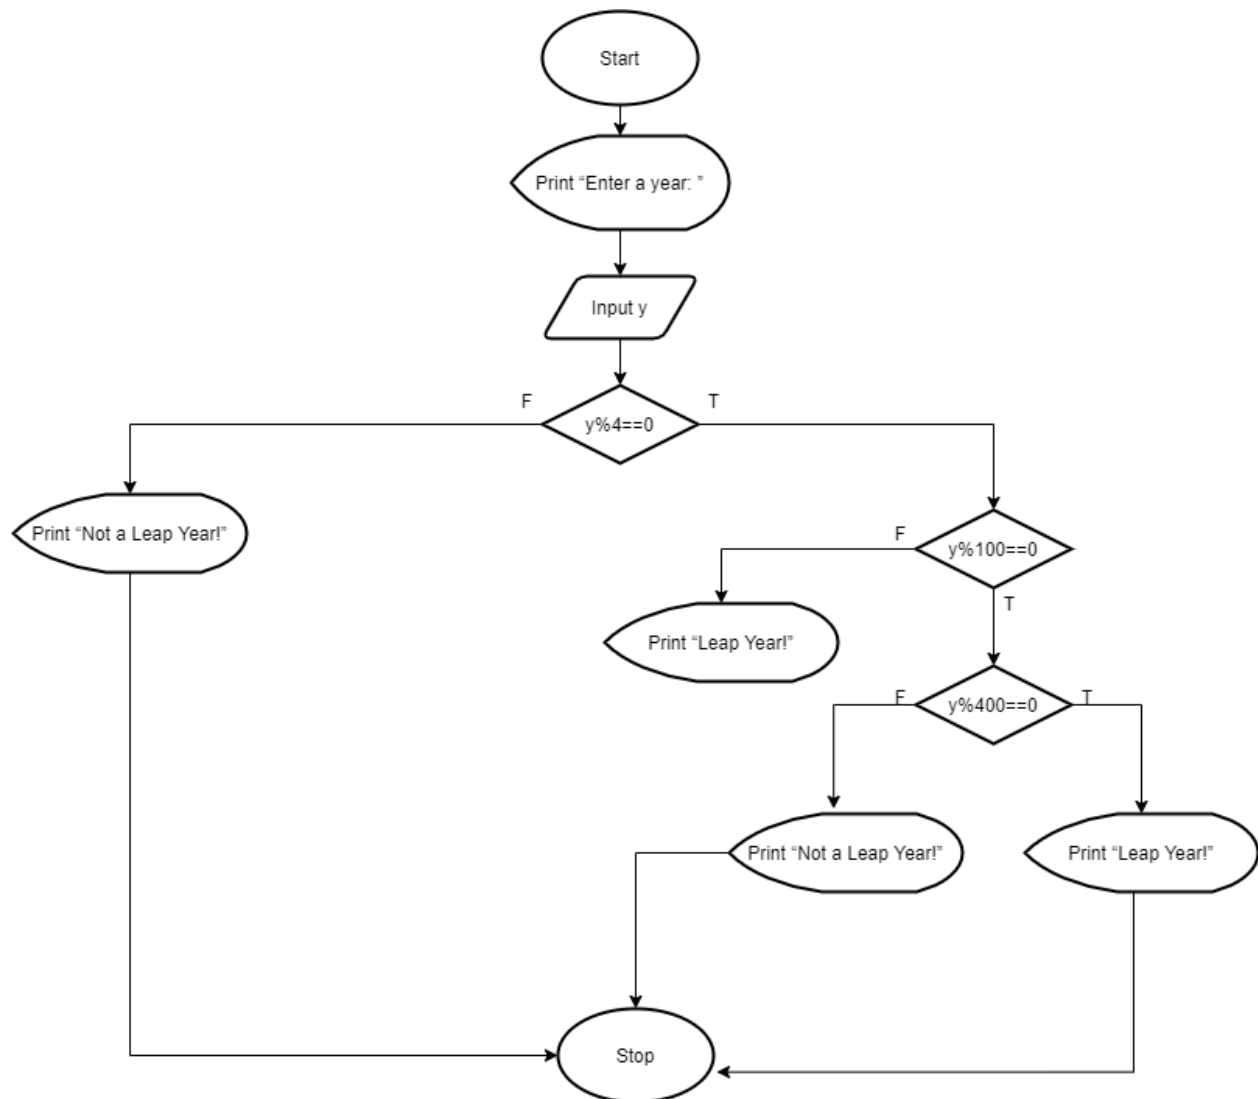 Start
Print “Enter a year: ”
Input y
F
T
y%4==0
Print “Not a Leap Year!”
F
y%100==0
T
Print “Leap Year!”
F
y%400==0
T
Print “Not a Leap Year!”
Print “Leap Year!”
Stop